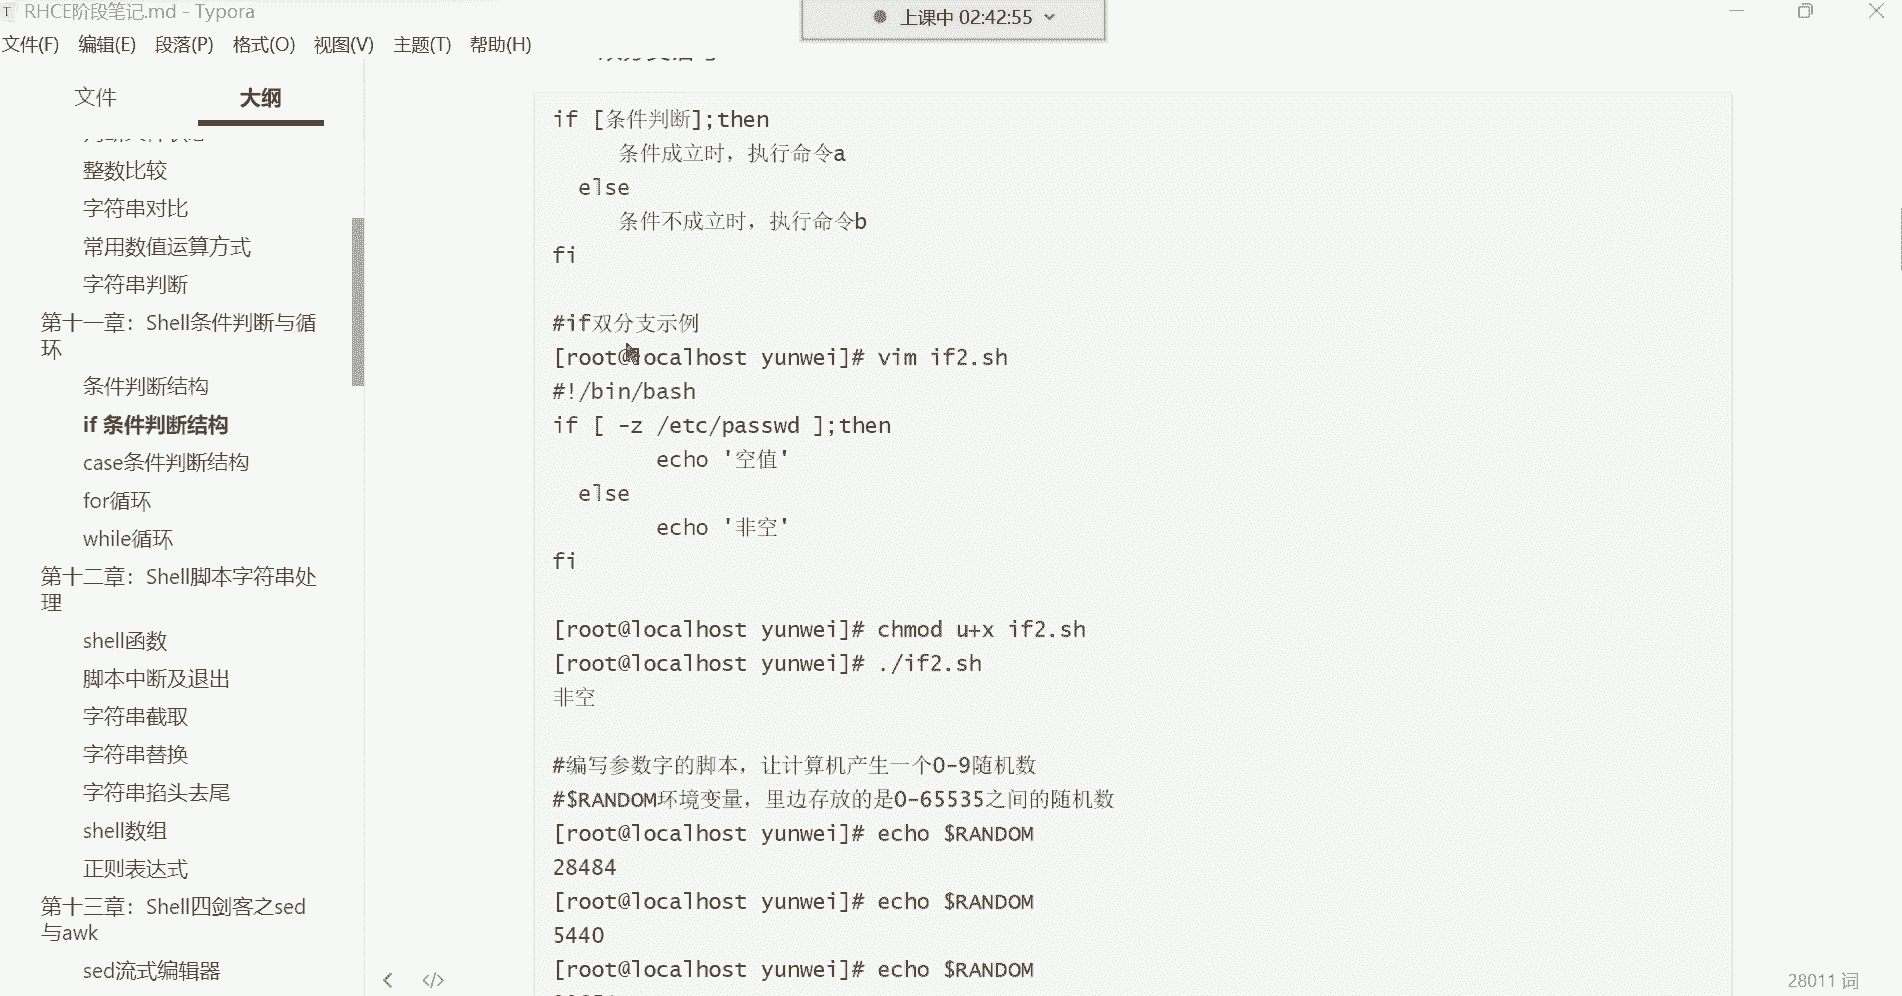 RHCE阶段笔记.md - Typora
上课中 02:42:55
文件(F) 编辑(E) 段落(P) 格式(O) 视图(V) 主题(T) 帮助(H)
文件 大纲
整数比较
字符串对比
常用数值运算方式
字符串判断
第十一章：Shell条件判断与循
环
条件判断结构
if 条件判断结构
case条件判断结构
for循环
while循环
第十二章：Shell脚本字符串处
理
shell函数
脚本中断及退出
字符串截取
字符串替换
字符串掐头去尾
shell数组
正则表达式
第十三章：Shell四剑客之sed
与awk
sed流式编辑器
if [条件判断];then
条件成立时，执行命令a
else
条件不成立时，执行命令b
fi
#if双分支示例
[root@localhost yunwei]# vim if2.sh
#!/bin/bash
if [ -z /etc/passwd ];then
echo '空值'
else
echo '非空'
fi
[root@localhost yunwei]# chmod u+x if2.sh
[root@localhost yunwei]# ./if2.sh
非空
#编写参数字的脚本，让计算机产生一个0-9随机数
#$RANDOM环境变量，里边存放的是0-65535之间的随机数
[root@localhost yunwei]# echo $RANDOM
28484
[root@localhost yunwei]# echo $RANDOM
5440
[root@localhost yunwei]# echo $RANDOM
28011 词